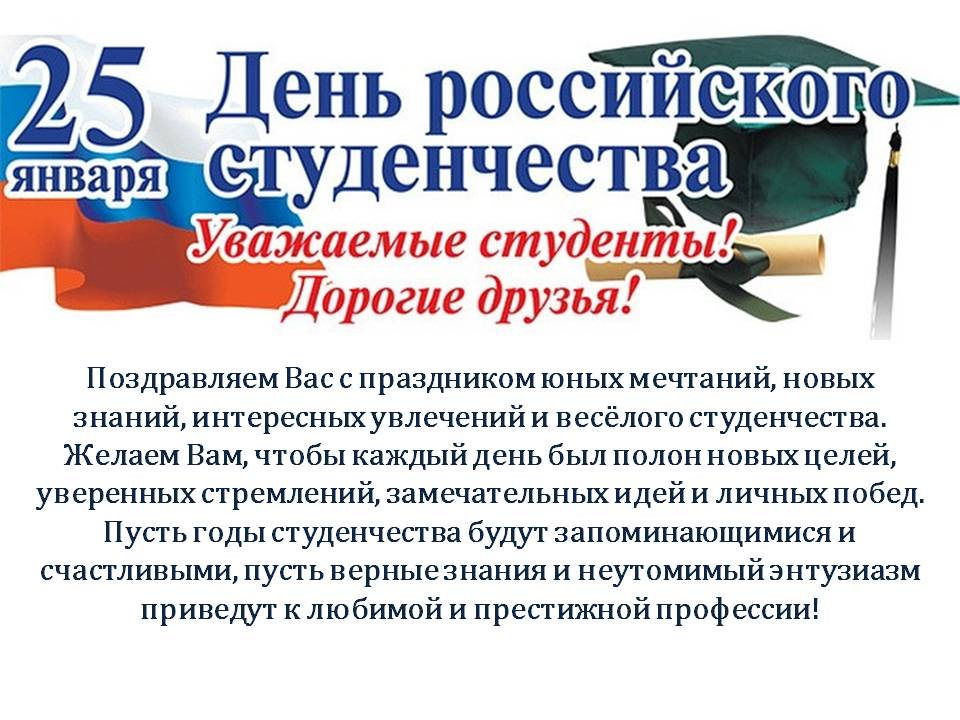 25
января
День российского
студенчества
Уважаемые студенты!
Дорогие друзья!
Поздравляем Вас с праздником юных мечтаний, новых
знаний, интересных увлечений и весёлого студенчества.
Желаем Вам, чтобы каждый день был полон новых целей,
уверенных стремлений, замечательных идей и личных побед.
Пусть годы студенчества будут запоминающимися и
счастливыми, пусть верные знания и неутомимый энтузиазм
приведут к любимой и престижной профессии!